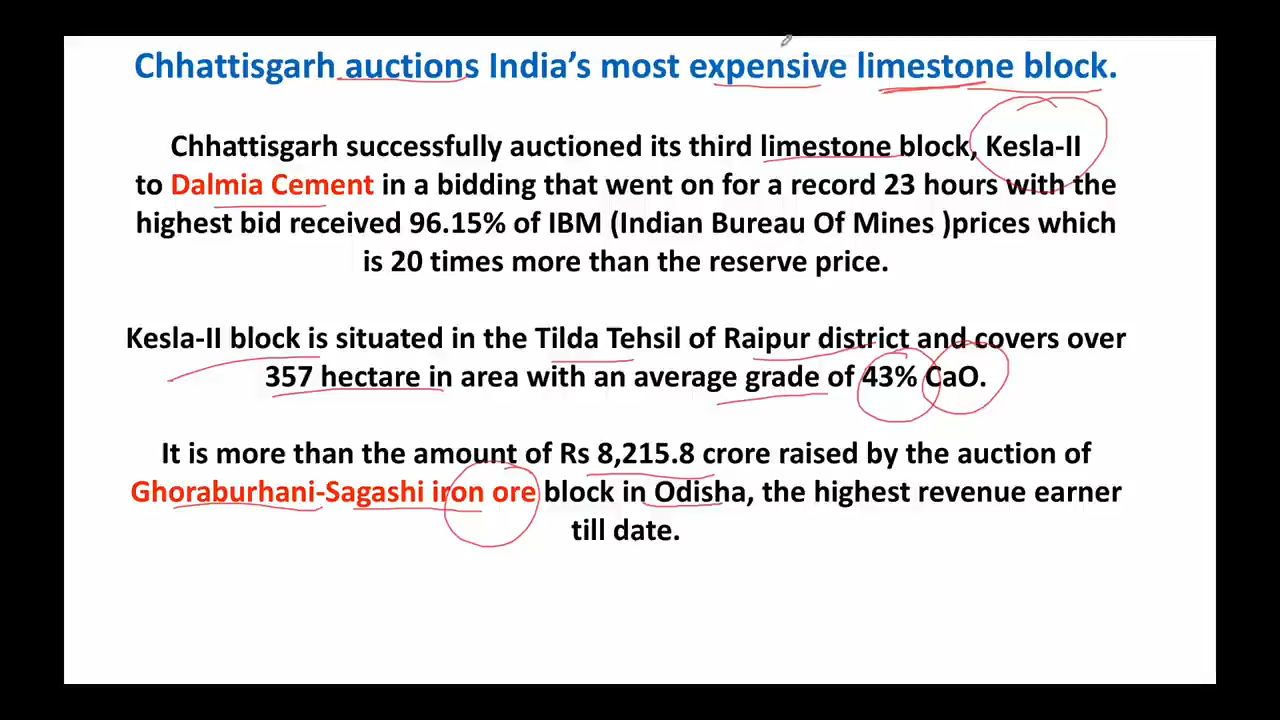 Chhattisgarh auctions India’s most expensive limestone block.
Chhattisgarh successfully auctioned its third limestone block, Kesla-II
to Dalmia Cement in a bidding that went on for a record 23 hours with the
highest bid received 96.15% of IBM (Indian Bureau Of Mines )prices which
is 20 times more than the reserve price.
Kesla-II block is situated in the Tilda Tehsil of Raipur district and covers over
357 hectare in area with an average grade of 43% CaO.
It is more than the amount of Rs 8,215.8 crore raised by the auction of
Ghoraburhani-Sagashi iron ore block in Odisha, the highest revenue earner
till date.